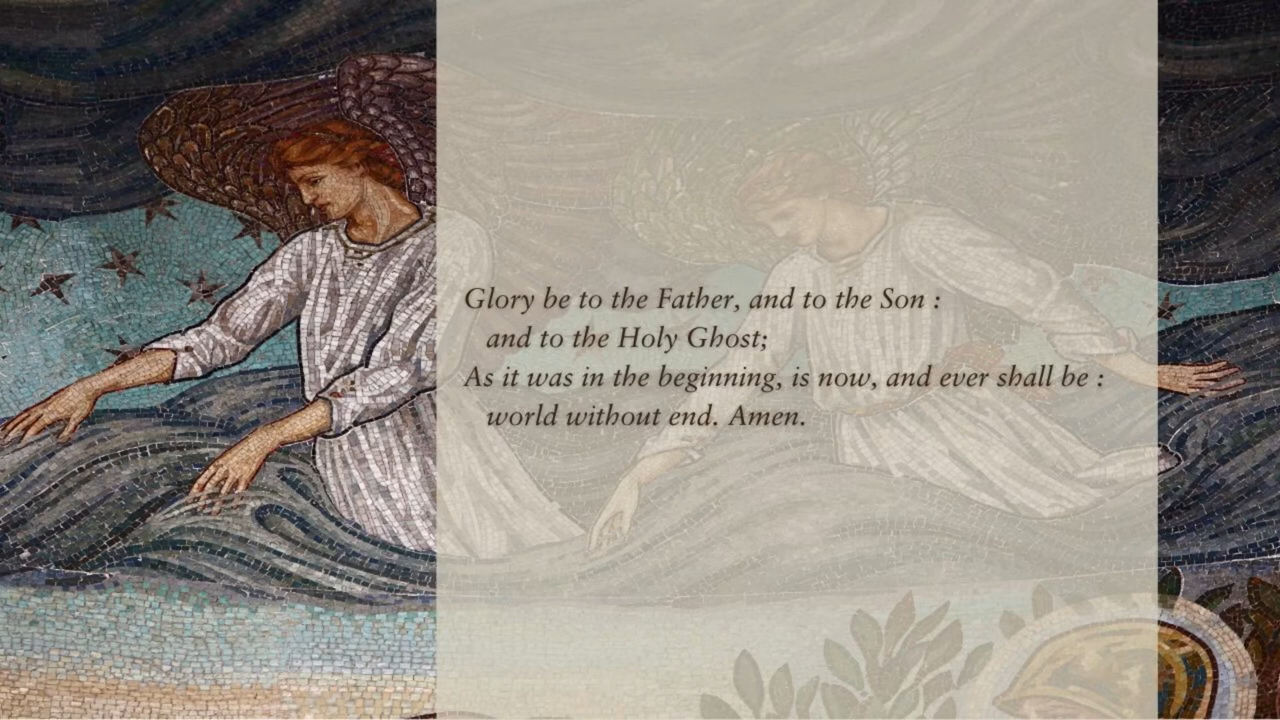 Glory be to the Father, and to the Son :
and to the Holy Ghost;
As it was in the beginning, is now, and ever shall be :
world without end. Amen.